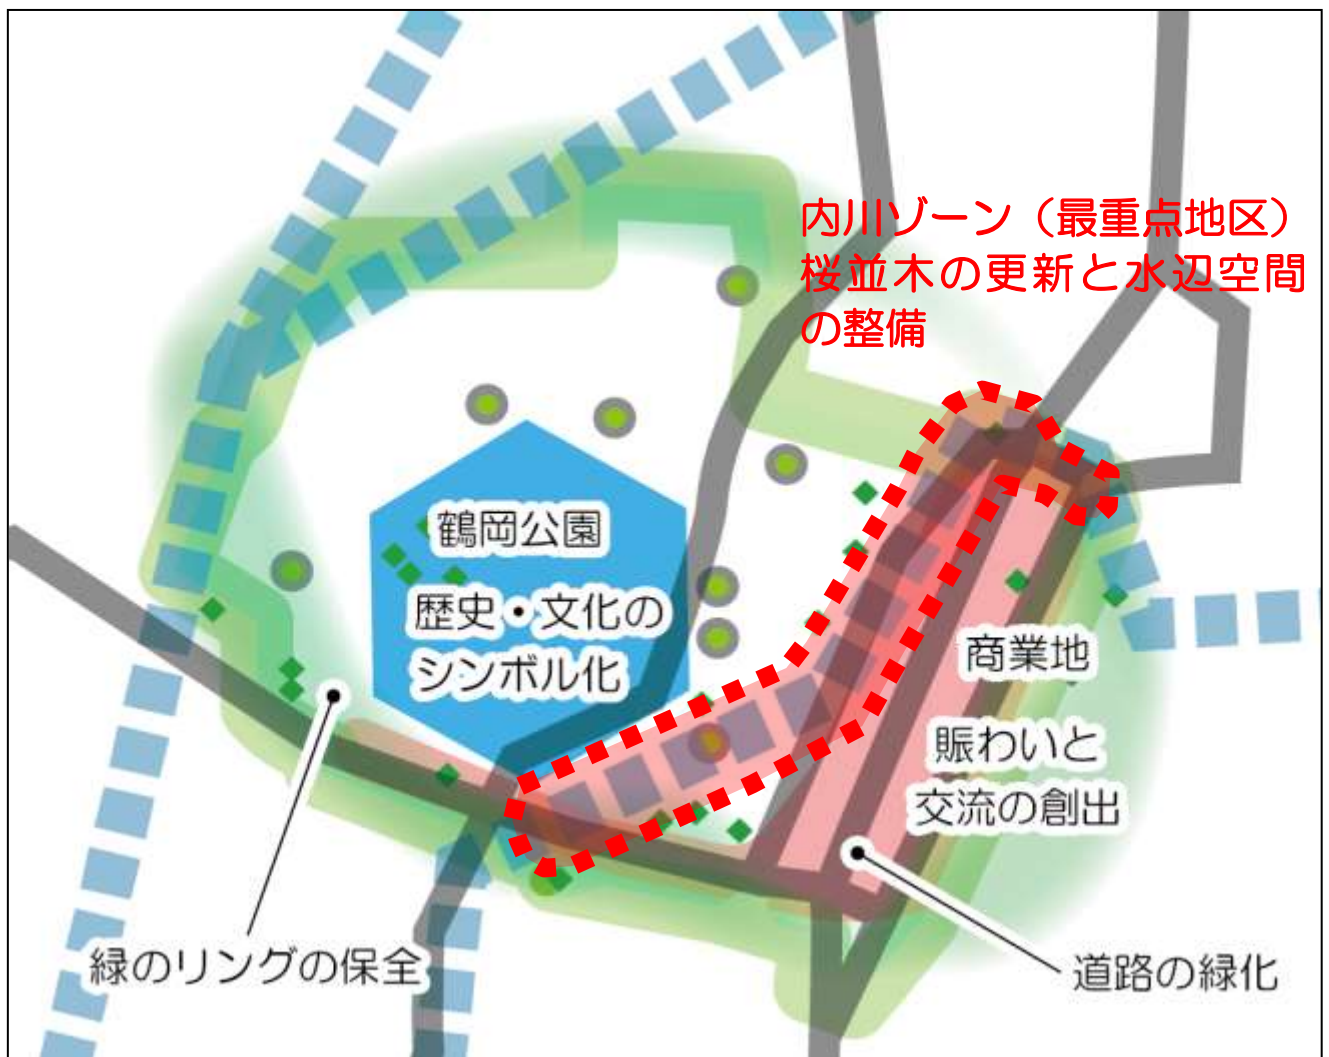 内川ゾーン（最重点地区）
桜並木の更新と水辺空間
の整備
鶴岡公園
歴史・文化の
シンボル化
商業地
賑わいと
交流の創出
緑のリングの保全
道路の緑化